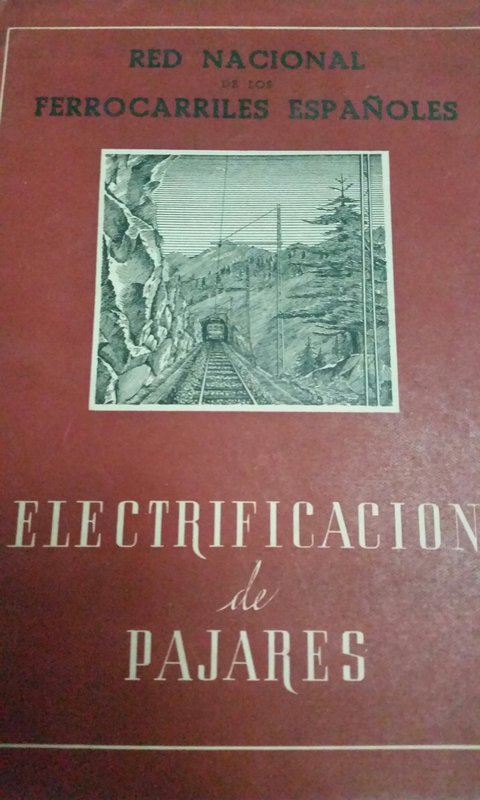 RED NACIONAL
DE LOS
FERROCARRILES ESPAÑOLES
ELECTRIFICACION
de
PAJARES